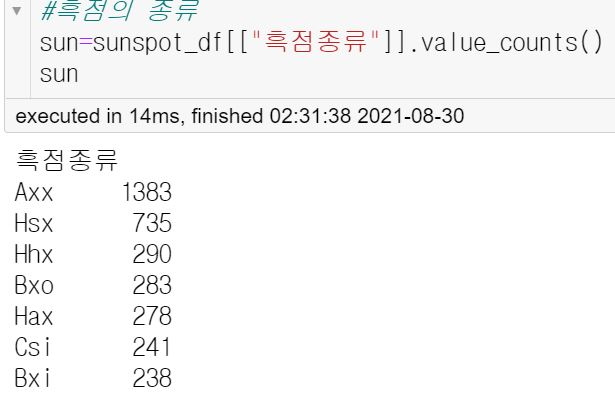 #흑점의 종류
sun=sunspot_df[["흑점종류"]].value_counts()
sun
executed in 14ms, finished 02:31:38 2021-08-30
흑점종류
Axx 1383
Hsx 735
Hhx 290
Bxo 283
Hax 278
Csi 241
Bxi 238